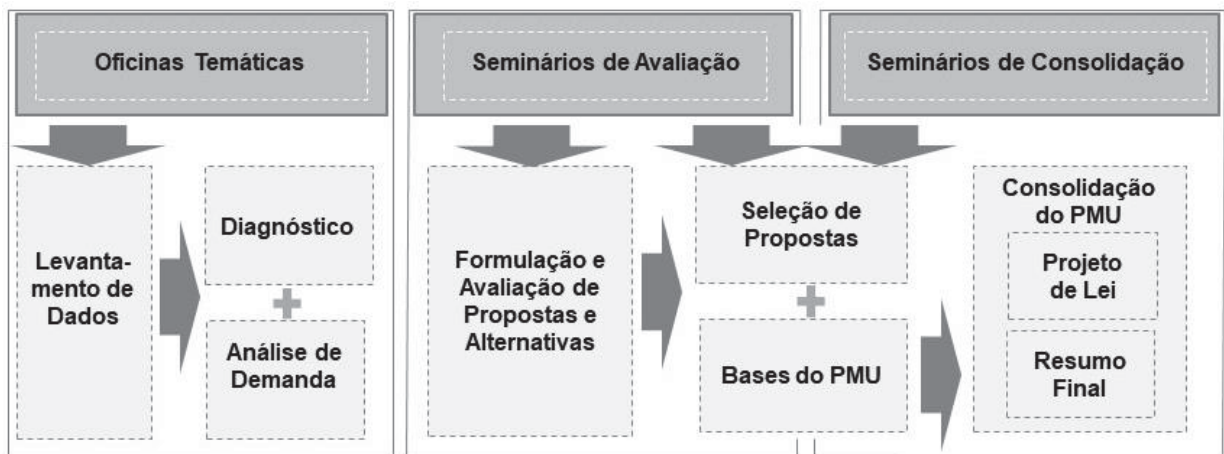 Oficinas Temáticas
Seminários de Avaliação
Seminários de Consolidação
Levanta-
mento de
Dados
Diagnóstico
Análise de
Demanda
Formulação e
Avaliação de
Propostas e
Alternativas
Seleção de
Propostas
Bases do PMU
Consolidação
do PMU
Projeto
de Lei
Resumo
Final